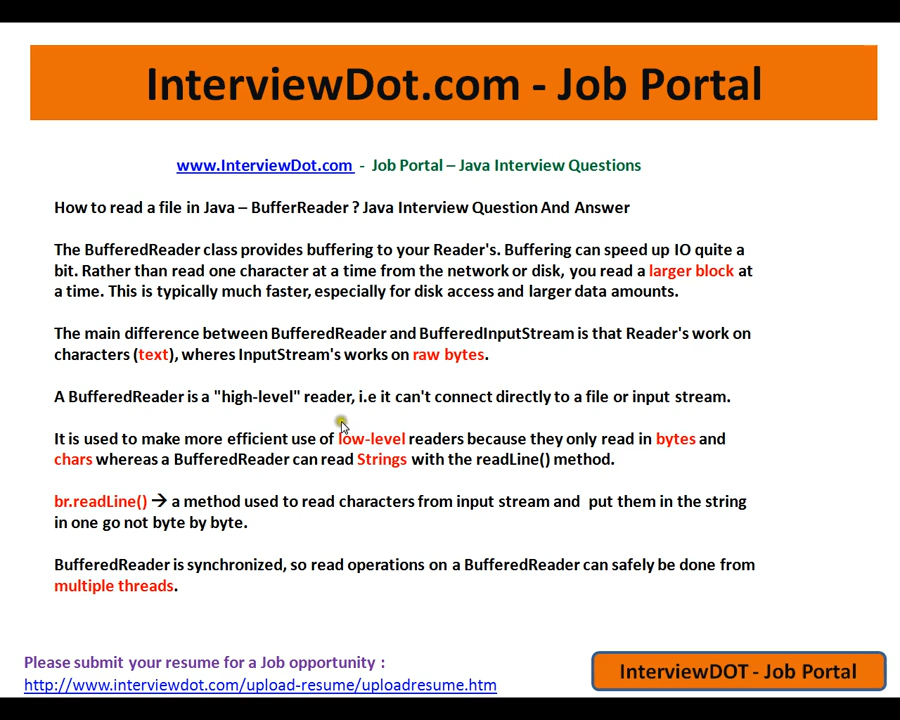 InterviewDot.com - Job Portal
www.InterviewDot.com - Job Portal – Java Interview Questions
How to read a file in Java – BufferReader ? Java Interview Question And Answer
The BufferedReader class provides buffering to your Reader's. Buffering can speed up IO quite a
bit. Rather than read one character at a time from the network or disk, you read a larger block at
a time. This is typically much faster, especially for disk access and larger data amounts.
The main difference between BufferedReader and BufferedInputStream is that Reader's work on
characters (text), wheres InputStream's works on raw bytes.
A BufferedReader is a "high-level" reader, i.e it can't connect directly to a file or input stream.
It is used to make more efficient use of low-level readers because they only read in bytes and
chars whereas a BufferedReader can read Strings with the readLine() method.
br.readLine() → a method used to read characters from input stream and put them in the string
in one go not byte by byte.
BufferedReader is synchronized, so read operations on a BufferedReader can safely be done from
multiple threads.
Please submit your resume for a Job opportunity :
http://www.interviewdot.com/upload-resume/uploadresume.htm
InterviewDOT - Job Portal